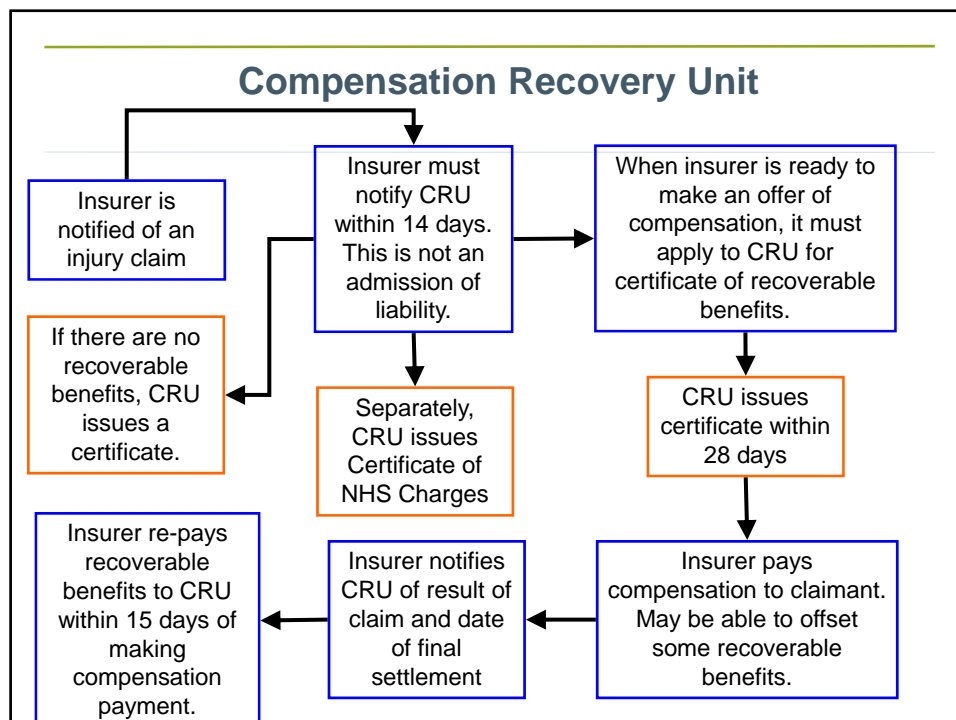 Compensation Recovery Unit
Insurer is
notified of an
injury claim
Insurer must
notify CRU
within 14 days.
This is not an
admission of
liability.
When insurer is ready to
make an offer of
compensation, it must
apply to CRU for
certificate of recoverable
benefits.
If there are no
recoverable
benefits, CRU
issues a
certificate.
Separately,
CRU issues
Certificate of
NHS Charges
CRU issues
certificate within
28 days
Insurer pays
compensation to claimant.
May be able to offset
some recoverable
benefits.
Insurer notifies
CRU of result of
claim and date
of final
settlement
Insurer re-pays
recoverable
benefits to CRU
within 15 days of
making
compensation
payment.